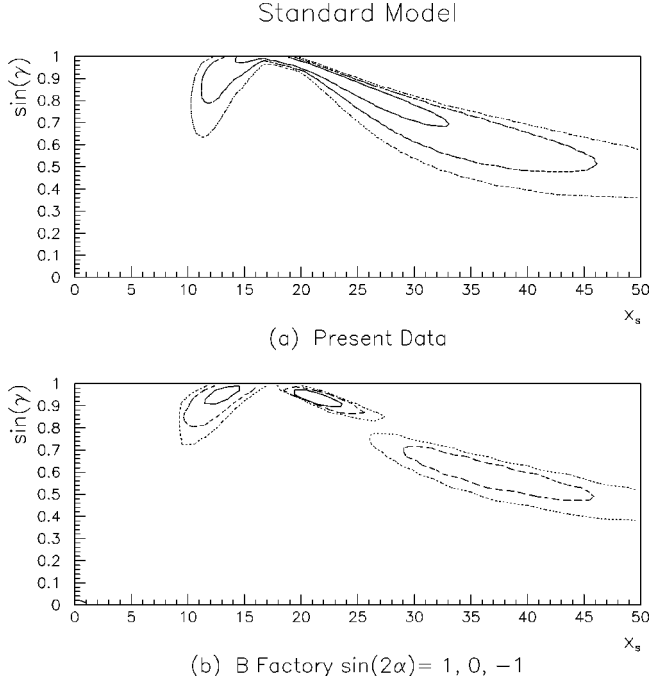 Standard Model
sin(γ)
1
0.9
0.8
0.7
0.6
0.5
0.4
0.3
0.2
0.1
0
0 5 10 15 20 25 30 35 40 45 50
x_s
(a) Present Data
sin(γ)
1
0.9
0.8
0.7
0.6
0.5
0.4
0.3
0.2
0.1
0
0 5 10 15 20 25 30 35 40 45 50
x_s
(b) B Factory sin(2α)= 1, 0, −1